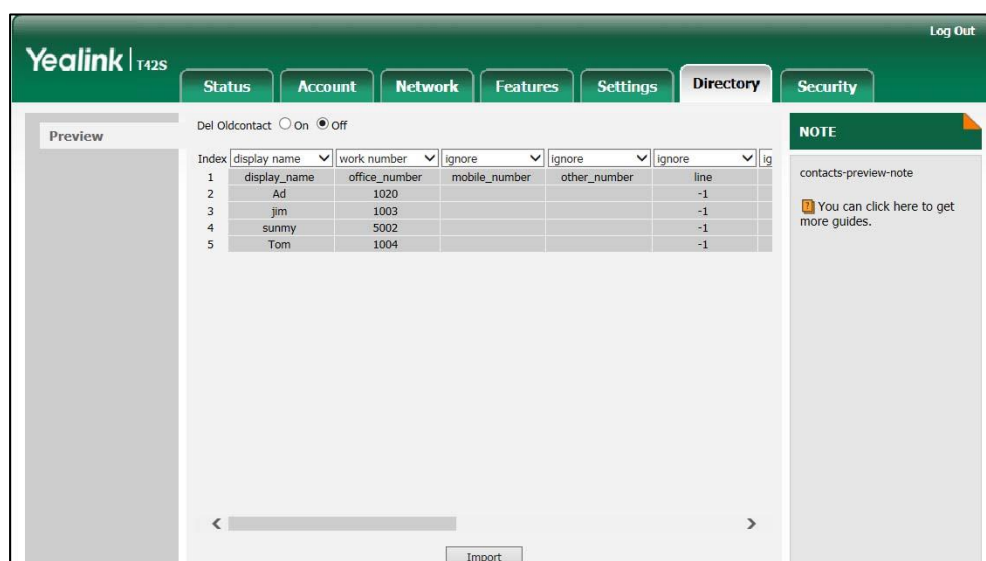 Log Out
Yealink | T42S
Status Account Network Features Settings Directory Security
Preview
Del Oldcontact On Off
Index display name work number ignore ignore ignore ig
1 display_name office_number mobile_number other_number line
2 Ad 1020 -1
3 jim 1003 -1
4 sunmy 5002 -1
5 Tom 1004 -1
Import
NOTE
contacts-preview-note
You can click here to get
more guides.